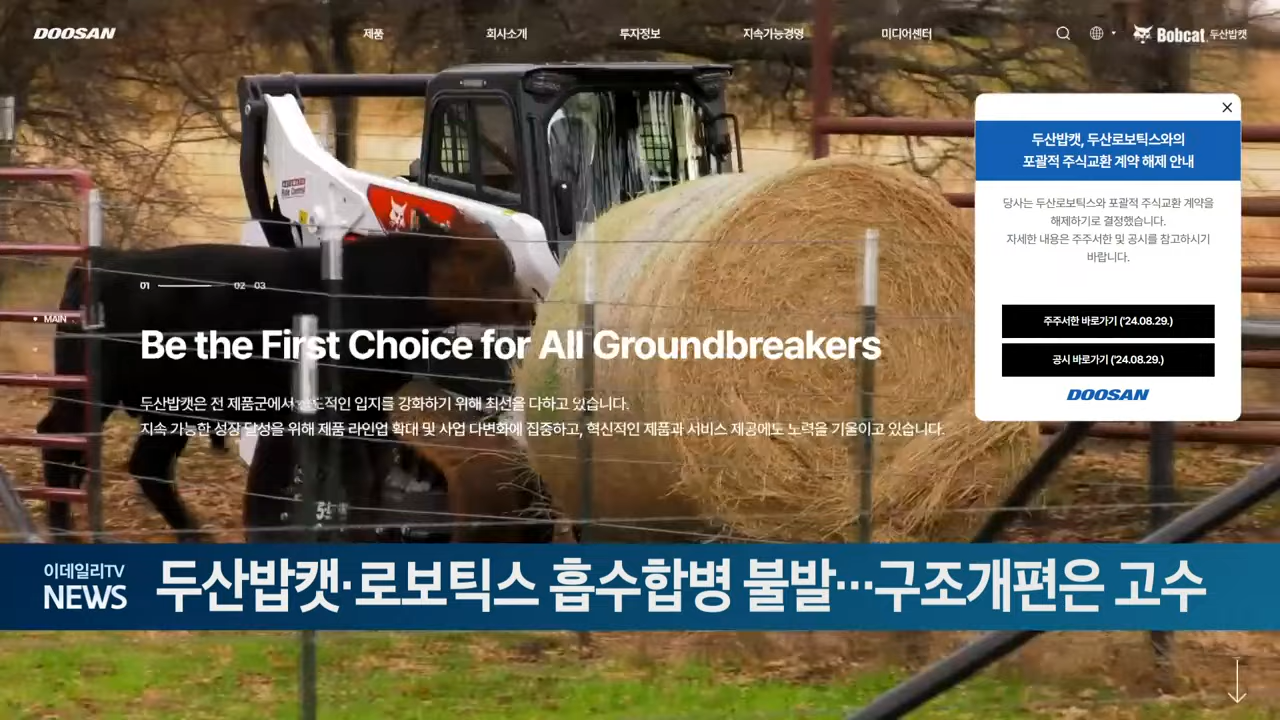 DOOSAN
제품
회사소개
투자정보
지속가능경영
미디어센터
Bobcat 두산밥캣
두산밥캣, 두산로보틱스와의
포괄적 주식교환 계약 해제 안내
당사는 두산로보틱스와 포괄적 주식교환 계약을
해제하기로 결정했습니다.
자세한 내용은 주주서한 및 공시를 참고하시기
바랍니다.
주주서한 바로가기 ('24.08.29.)
공시 바로가기 ('24.08.29.)
DOOSAN
01
02
03
MAIN
Be the First Choice for All Groundbreakers
두산밥캣은 전 제품군에서 선도적인 입지를 강화하기 위해 최선을 다하고 있습니다.
지속 가능한 성장 달성을 위해 제품 라인업 확대 및 사업 다변화에 집중하고, 혁신적인 제품과 서비스 제공에도 노력을 기울이고 있습니다.
이데일리TV
NEWS
두산밥캣·로보틱스 흡수합병 불발…구조개편은 고수